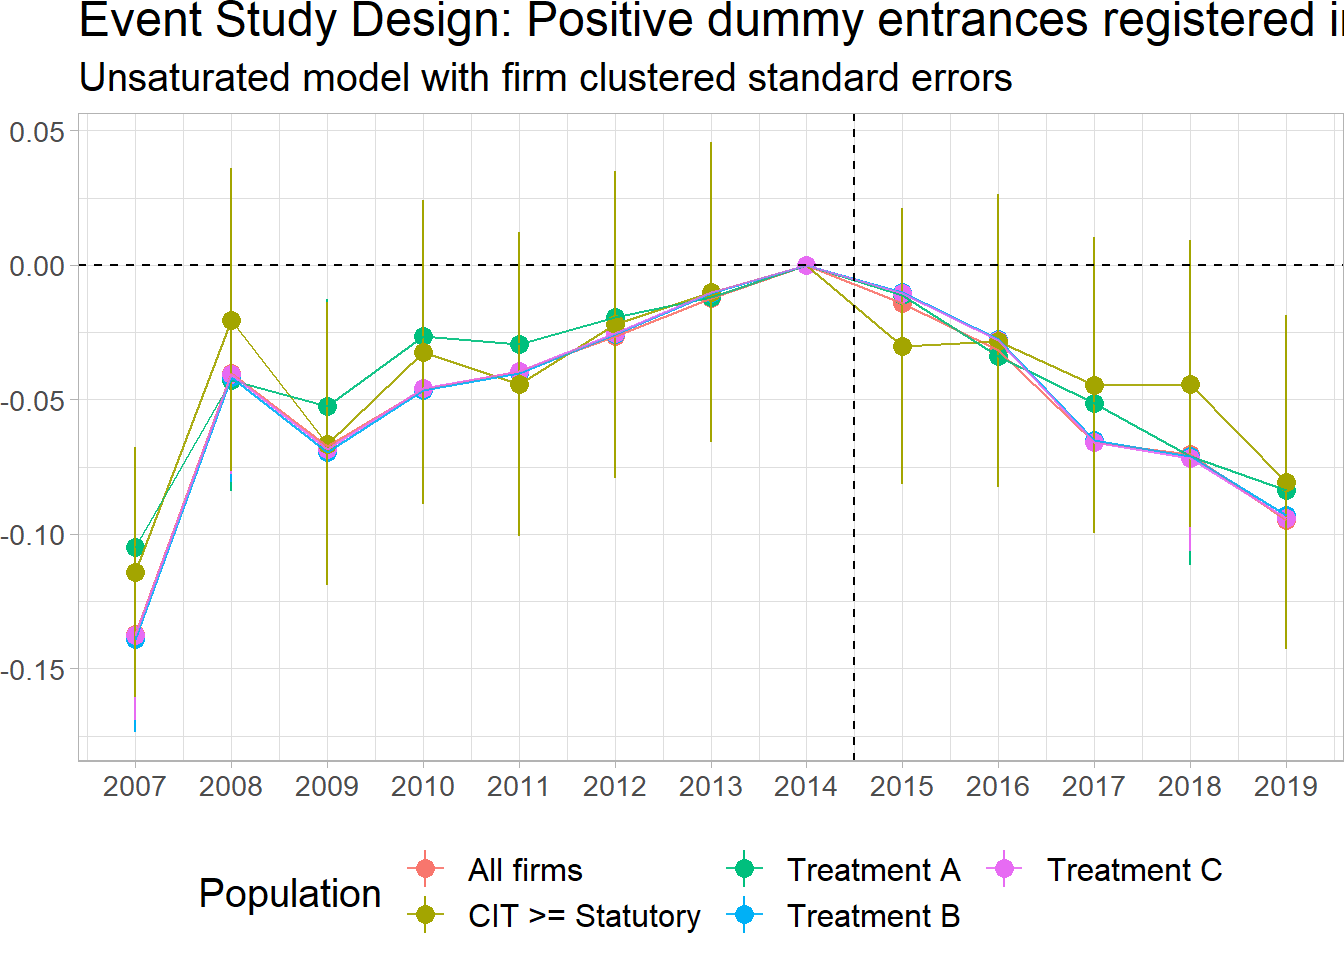 Event Study Design: Positive dummy entrances registered
Unsaturated model with firm clustered standard errors
0.05
0.00
-0.05
-0.10
-0.15
2007 2008 2009 2010 2011 2012 2013 2014 2015 2016 2017 2018 2019
Population
All firms
CIT >= Statutory
Treatment A
Treatment B
Treatment C